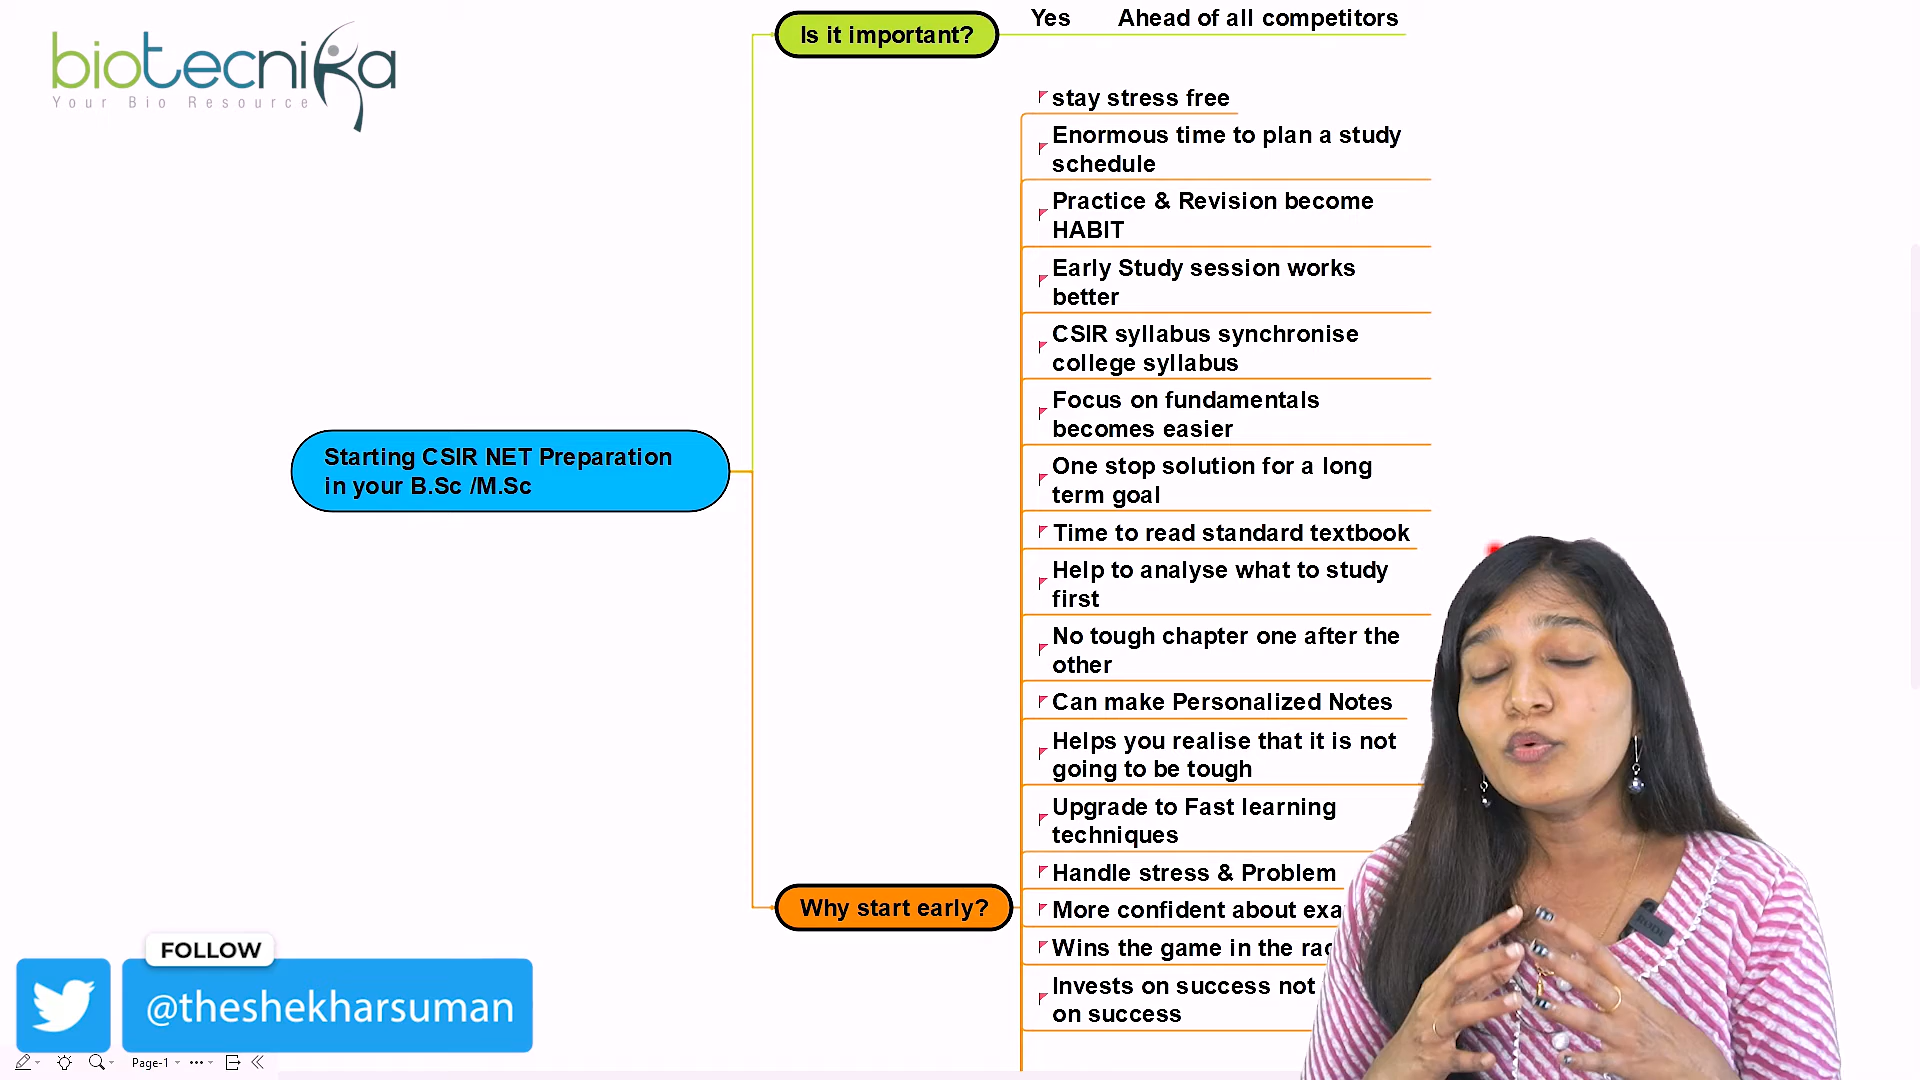 biotecnika
Your Bio Resource
Is it important?
Yes Ahead of all competitors
stay stress free
Enormous time to plan a study
schedule
Practice & Revision become
HABIT
Early Study session works
better
CSIR syllabus synchronise
college syllabus
Focus on fundamentals
becomes easier
One stop solution for a long
term goal
Time to read standard textbook
Help to analyse what to study
first
No tough chapter one after the
other
Can make Personalized Notes
Helps you realise that it is not
going to be tough
Upgrade to Fast learning
techniques
Handle stress & Problem
More confident about
Wins the game in the
Invests on success not
on success
Starting CSIR NET Preparation
in your B.Sc /M.Sc
Why start early?
FOLLOW
@theshekharsuman
Page-1
RODE